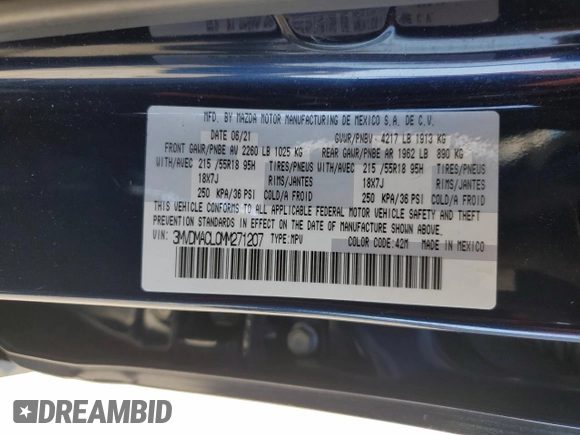 MFD. BY MAZDA MOTOR MANUFACTURING DE MEXICO S.A. DE C.V.
DATE 06/21 GVWR/PNBV - 4217 LB 1913 KG
FRONT GAWR/PNBE AV 2260 LB 1025 KG REAR GAWR/PNBE AR 1962 LB 890 KG
WITH/AVEC 215 /55R18 95H TIRES/PNEUS WITH/AVEC 215 /55R18 95H TIRES/PNEUS
18X7J RIMS/JANTES 18X7J RIMS/JANTES
250 KPA/36 PSI COLD/A FROID 250 KPA/36 PSI COLD/A FROID
THIS VEHICLE CONFORMS TO ALL APPLICABLE FEDERAL MOTOR VEHICLE SAFETY AND THEFT
PREVENTION STANDARDS IN EFFECT ON THE DATE OF MANUFACTURE SHOWN ABOVE.
VIN: 3MVDMACL0MM271207 TYPE:MPV
COLOR CODE:42M MADE IN MEXICO
DREAMBID
DREAMBID